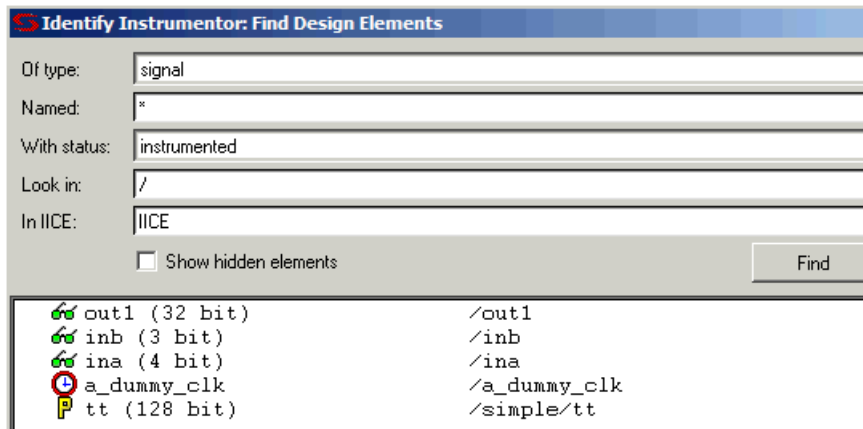 Identify Instrumentor: Find Design Elements
Of type: signal
Named: *
With status: instrumented
Look in: /
In IICE: IICE
Show hidden elements Find
out1 (32 bit) /out1
inb (3 bit) /inb
ina (4 bit) /ina
a_dummy_clk /a_dummy_clk
P tt (128 bit) /simple/tt